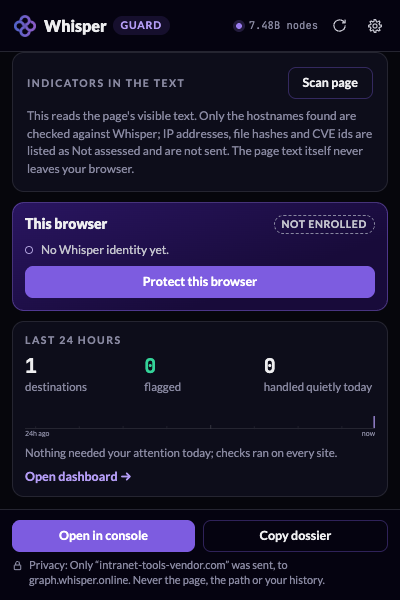 Whisper GUARD 7.48B nodes
INDICATORS IN THE TEXT
Scan page
This reads the page's visible text. Only the hostnames found are
checked against Whisper; IP addresses, file hashes and CVE ids are
listed as Not assessed and are not sent. The page text itself never
leaves your browser.
This browser
NOT ENROLLED
No Whisper identity yet.
Protect this browser
LAST 24 HOURS
1 0 0
destinations flagged handled quietly today
24h ago now
Nothing needed your attention today; checks ran on every site.
Open dashboard →
Open in console
Copy dossier
Privacy: Only “intranet-tools-vendor.com” was sent, to
graph.whisper.online. Never the page, the path or your history.